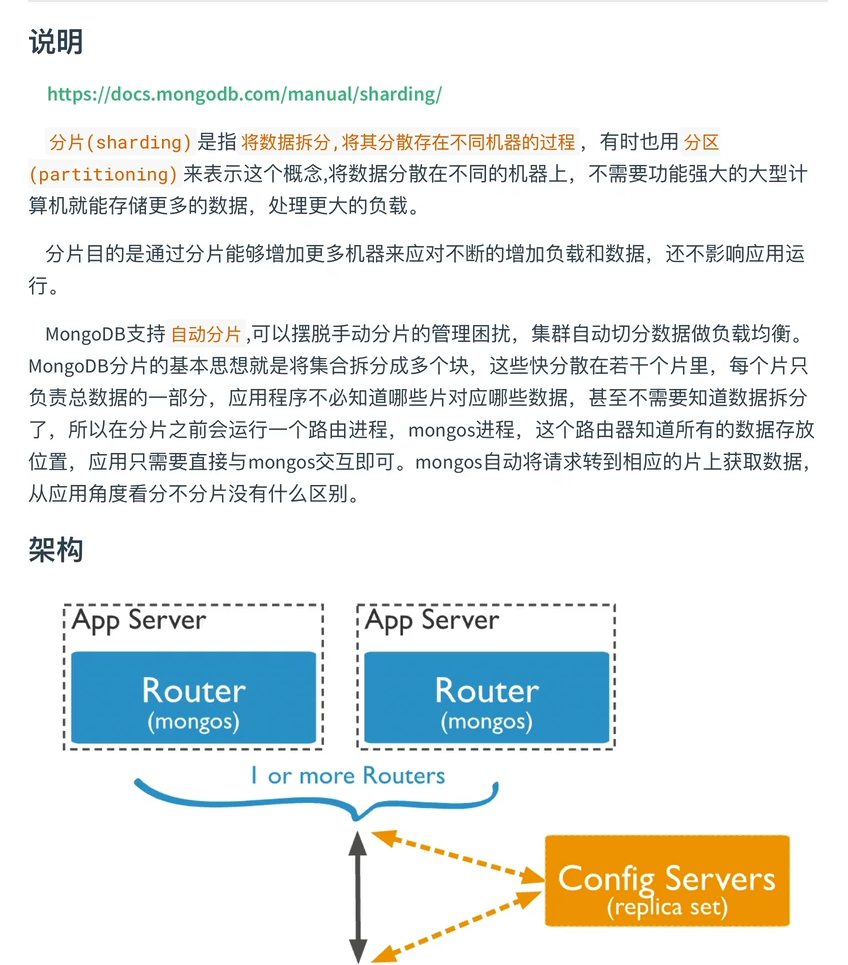 说明
https://docs.mongodb.com/manual/sharding/
分片(sharding) 是指 将数据拆分,将其分散存在不同机器的过程 ，有时也用 分区
(partitioning) 来表示这个概念,将数据分散在不同的机器上，不需要功能强大的大型计
算机就能存储更多的数据，处理更大的负载。
分片目的是通过分片能够增加更多机器来应对不断的增加负载和数据，还不影响应用运
行。
MongoDB支持 自动分片 ,可以摆脱手动分片的管理困扰，集群自动切分数据做负载均衡。
MongoDB分片的基本思想就是将集合拆分成多个块，这些快分散在若干个片里，每个片只
负责总数据的一部分，应用程序不必知道哪些片对应哪些数据，甚至不需要知道数据拆分
了，所以在分片之前会运行一个路由进程，mongos进程，这个路由器知道所有的数据存放
位置，应用只需要直接与mongos交互即可。mongos自动将请求转到相应的片上获取数据，
从应用角度看分不分片没有什么区别。
架构
App Server
App Server
Router
(mongos)
Router
(mongos)
1 or more Routers
Config Servers
(replica set)